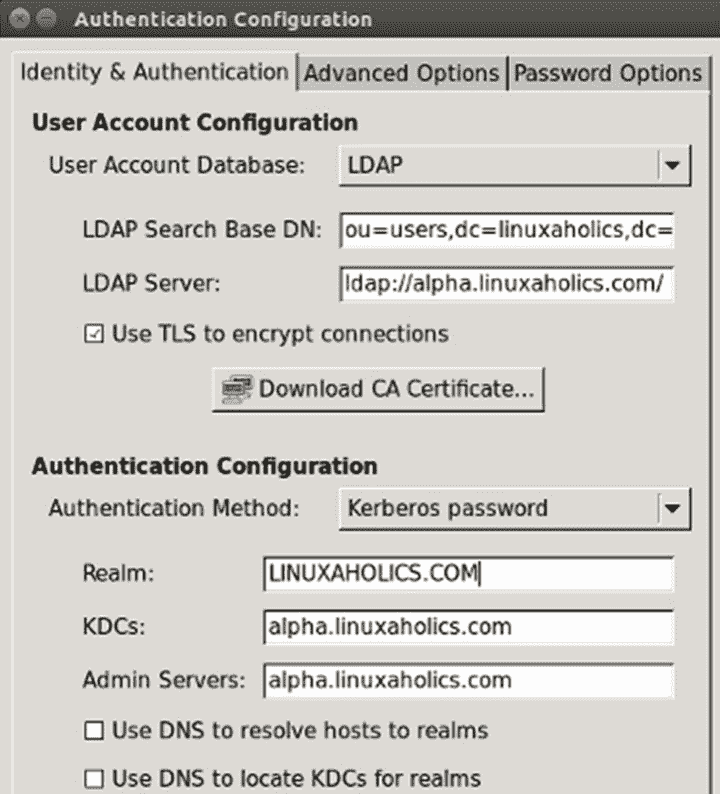 Authentication Configuration
Identity & Authentication Advanced Options Password Options
User Account Configuration
User Account Database: LDAP
LDAP Search Base DN: ou=users,dc=linuxaholics,dc=
LDAP Server: ldap://alpha.linuxaholics.com/
Use TLS to encrypt connections
Download CA Certificate...
Authentication Configuration
Authentication Method: Kerberos password
Realm: LINUXAHOLICS.COM
KDCs: alpha.linuxaholics.com
Admin Servers: alpha.linuxaholics.com
Use DNS to resolve hosts to realms
Use DNS to locate KDCs for realms